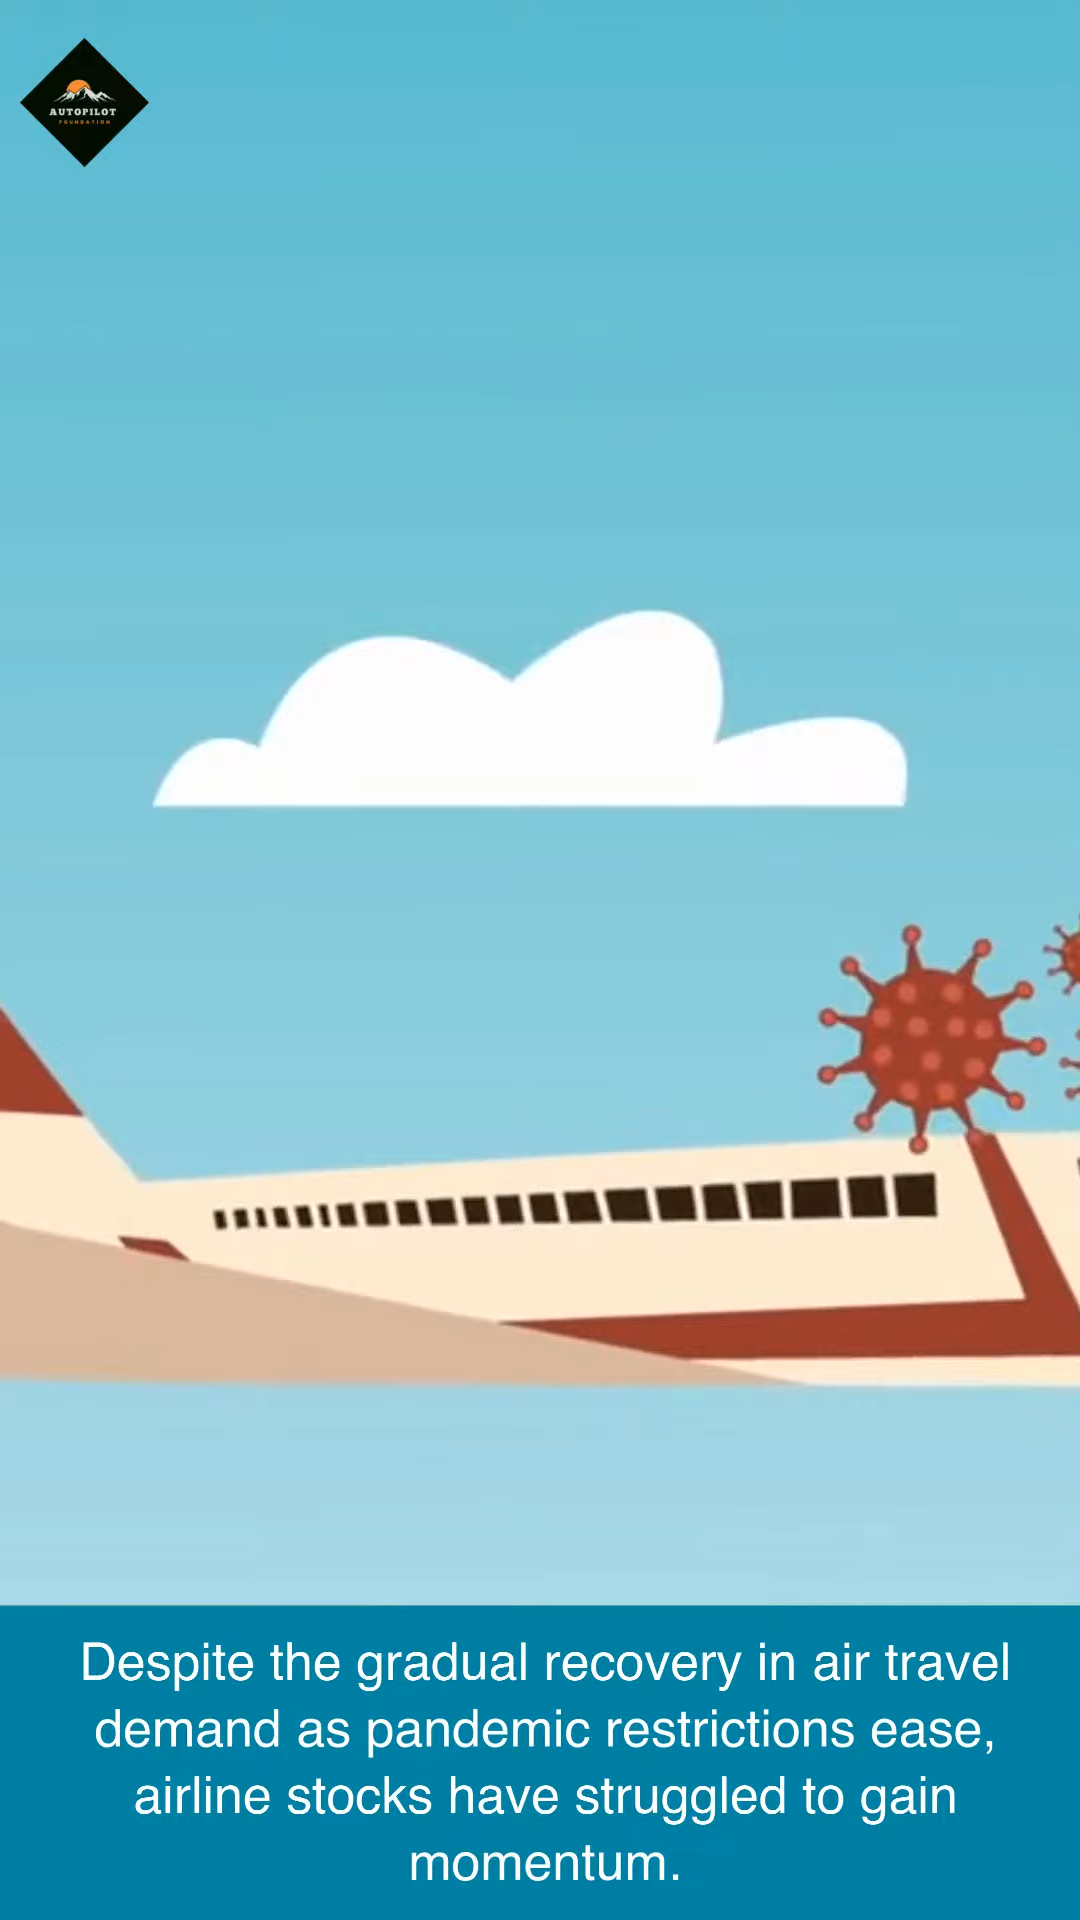 AUTOPILOT
FOUNDATION
Despite the gradual recovery in air travel
demand as pandemic restrictions ease,
airline stocks have struggled to gain
momentum.